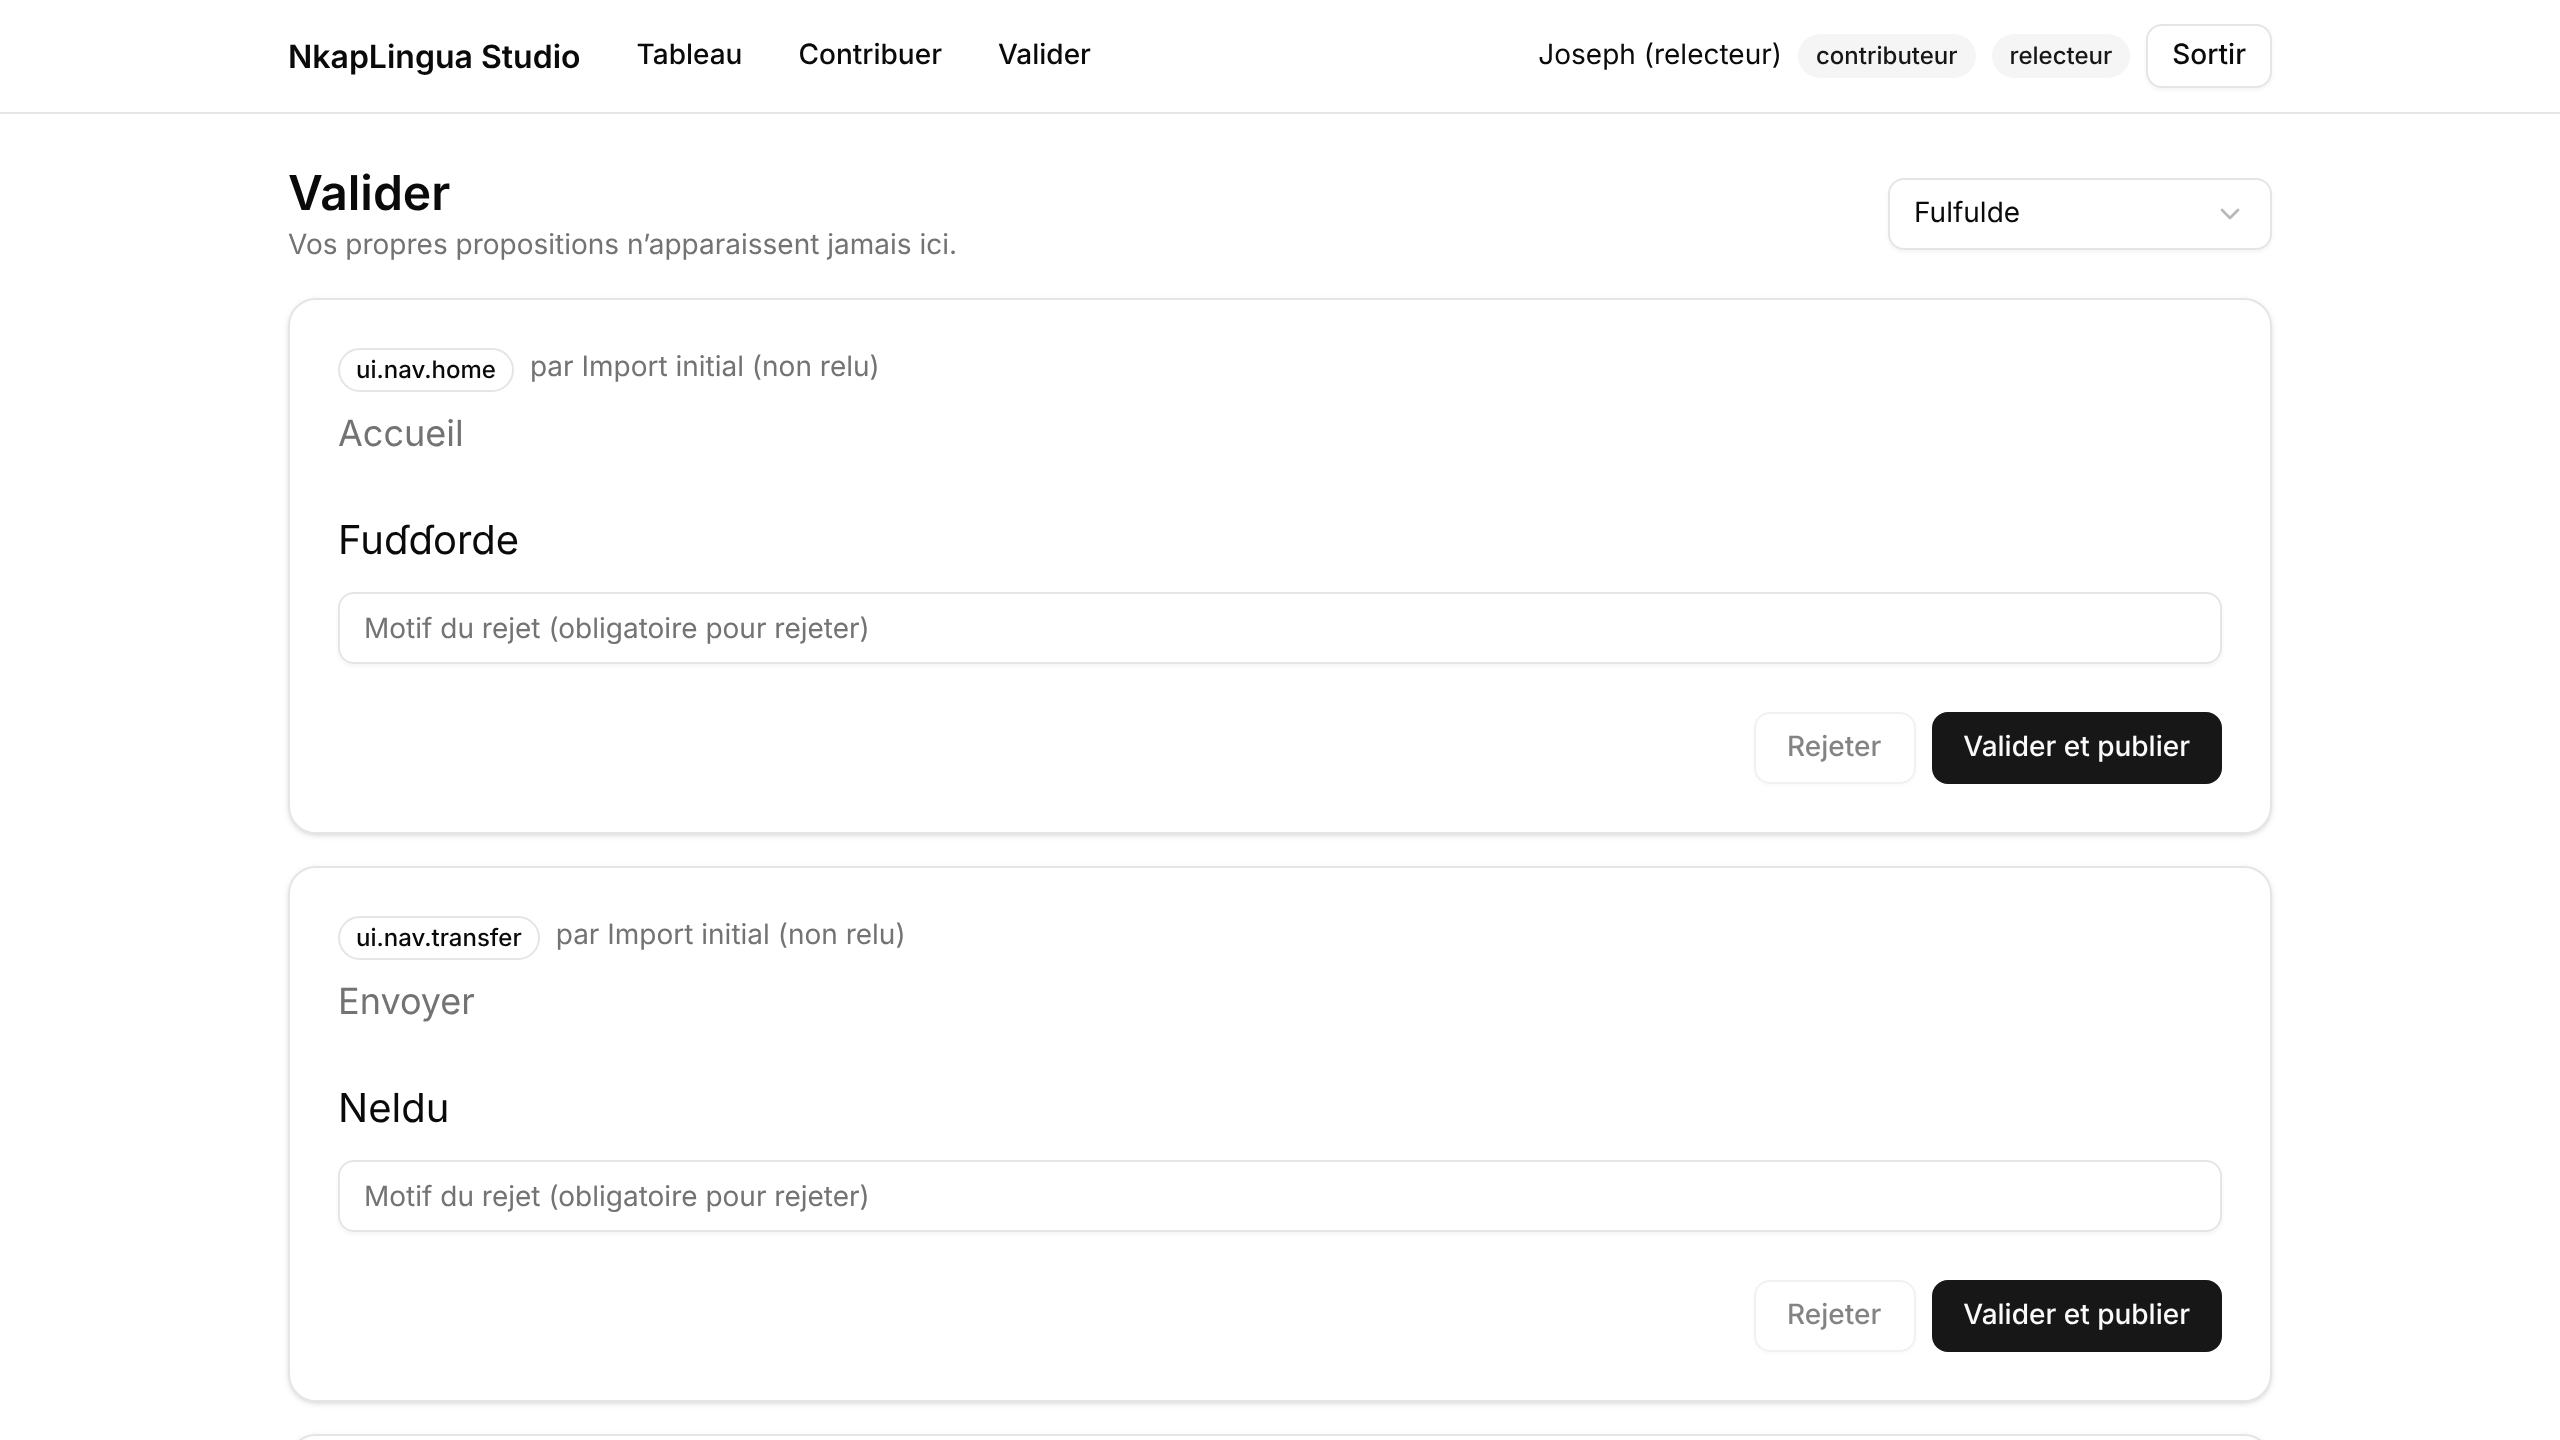 NkapLingua Studio Tableau Contribuer Valider Joseph (relecteur) contributeur relecteur Sortir
Valider
Vos propres propositions n’apparaissent jamais ici.
Fulfulde
ui.nav.home par Import initial (non relu)
Accueil
Fuɗɗorde
Motif du rejet (obligatoire pour rejeter)
Rejeter Valider et publier
ui.nav.transfer par Import initial (non relu)
Envoyer
Neldu
Motif du rejet (obligatoire pour rejeter)
Rejeter Valider et publier